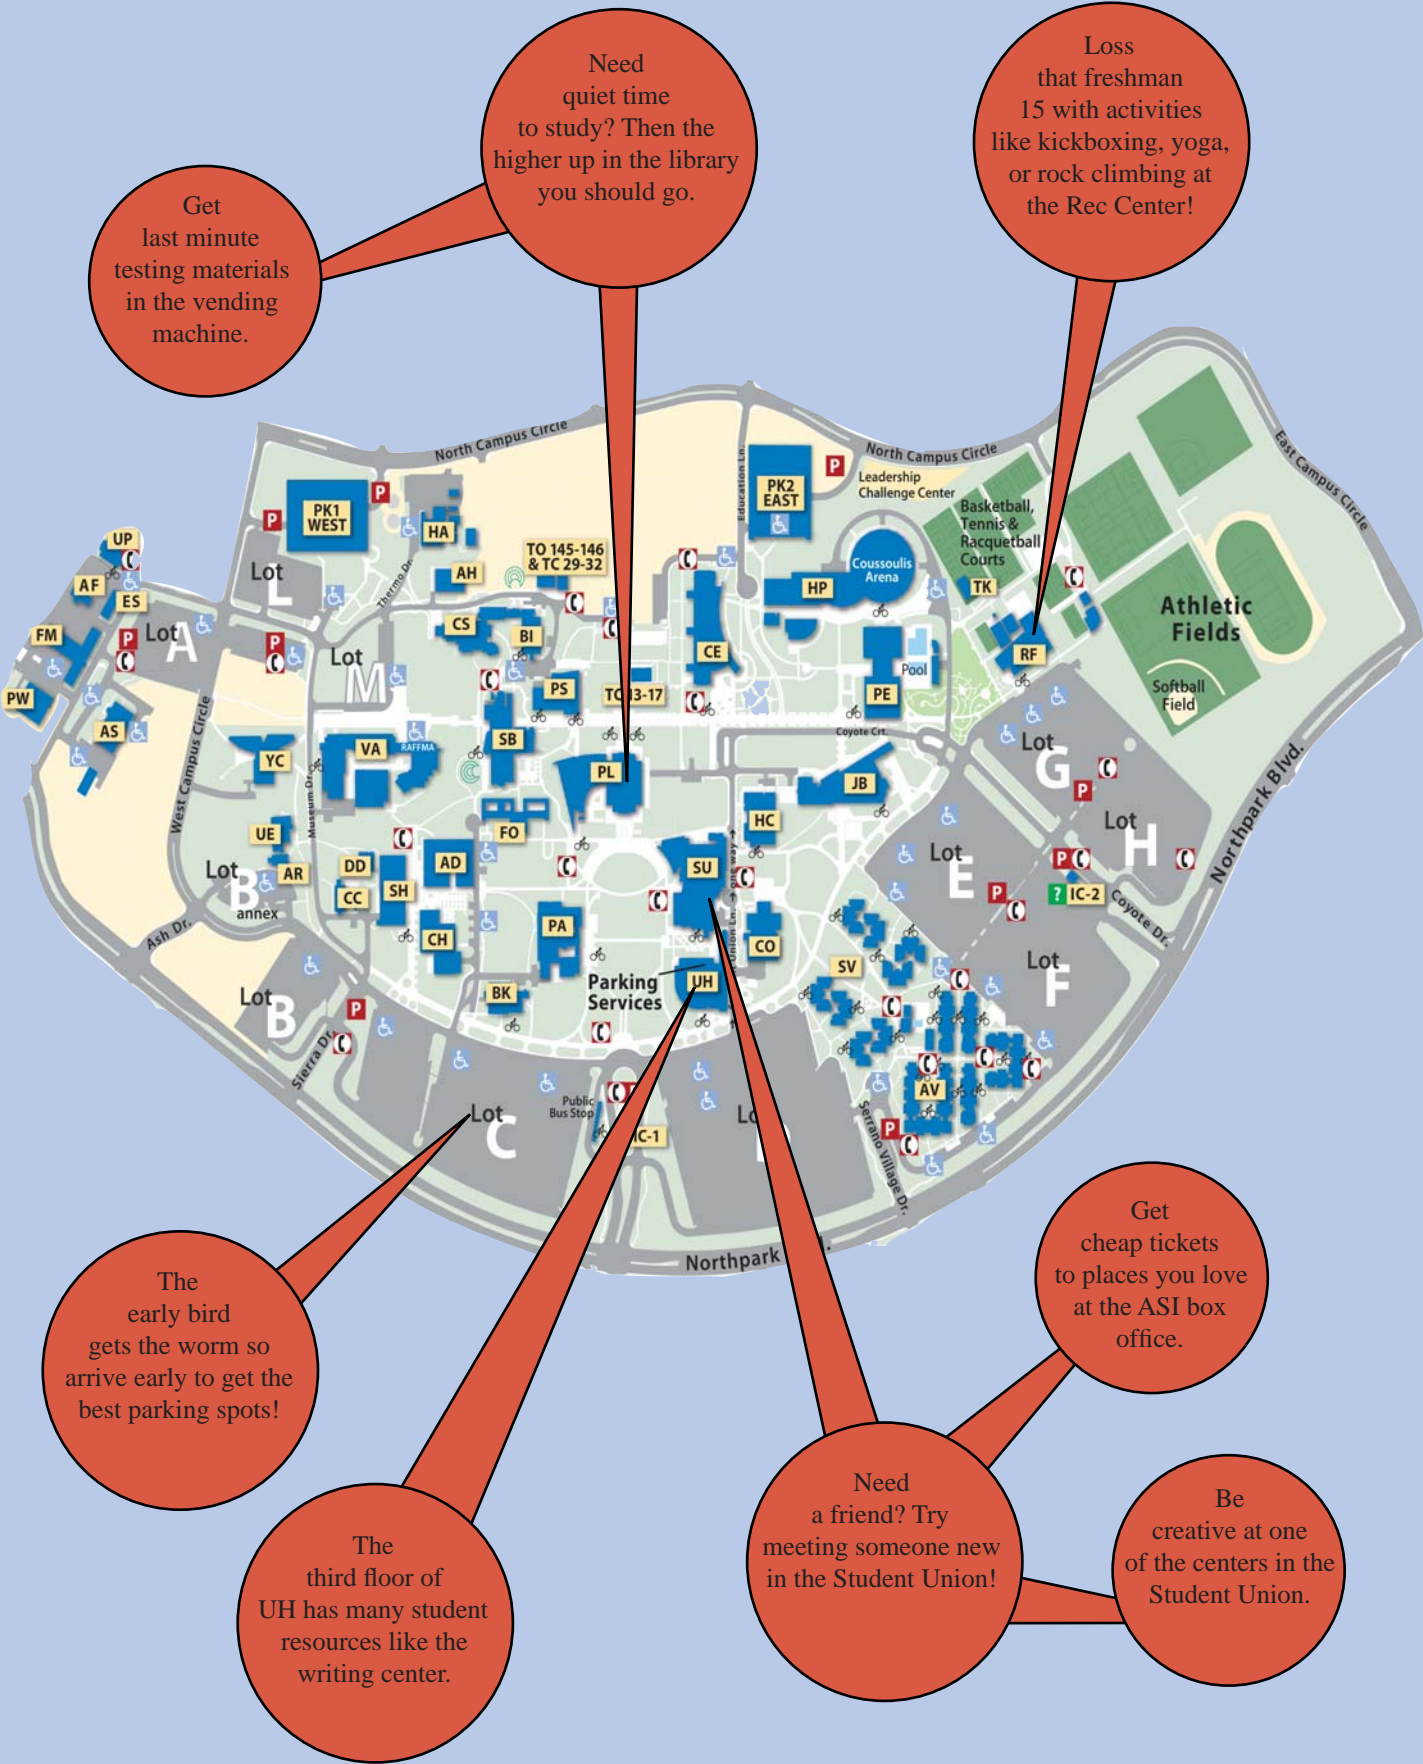 Need
quiet time
to study? Then the
higher up in the library
you should go.
Loss
that freshman
15 with activities
like kickboxing, yoga,
or rock climbing at
the Rec Center!
Get
last minute
testing materials
in the vending
machine.
North Campus Circle
North Campus Circle
East Campus Circle
Education Ln.
PK2
EAST
P
Leadership
Challenge Center
PK1
WEST
P
P
HA
Basketball,
Tennis &
Racquetball
Courts
TO 145-146
& TC 29-32
UP
AF
ES
Lot
L
Thermo Dr.
AH
Coussoulis
Arena
HP
TK
Athletic
Fields
FM
P
Lot
A
P
Lot
M
CS
BI
CE
RF
Pool
PW
PS
TC 13-17
PE
Softball
Field
AS
West Campus Circle
YC
VA
RAFFMA
SB
Coyote Crt.
Lot
G
PL
JB
P
Museum Dr.
UE
FO
HC
Lot
H
Northpark Blvd.
Lot
B
annex
AR
DD
CC
SH
AD
SU
one way
Union Ln.
Lot
E
P
P
?
IC-2
Coyote Dr.
Ash Dr.
CH
PA
CO
SV
Lot
F
Parking
Services
UH
BK
Lot
B
P
Sierra Dr.
AV
Public
Bus Stop
Lot
C
IC-1
P
Serrano Village Dr.
Northpark
The
early bird
gets the worm so
arrive early to get the
best parking spots!
Get
cheap tickets
to places you love
at the ASI box
office.
The
third floor of
UH has many student
resources like the
writing center.
Need
a friend? Try
meeting someone new
in the Student Union!
Be
creative at one
of the centers in the
Student Union.